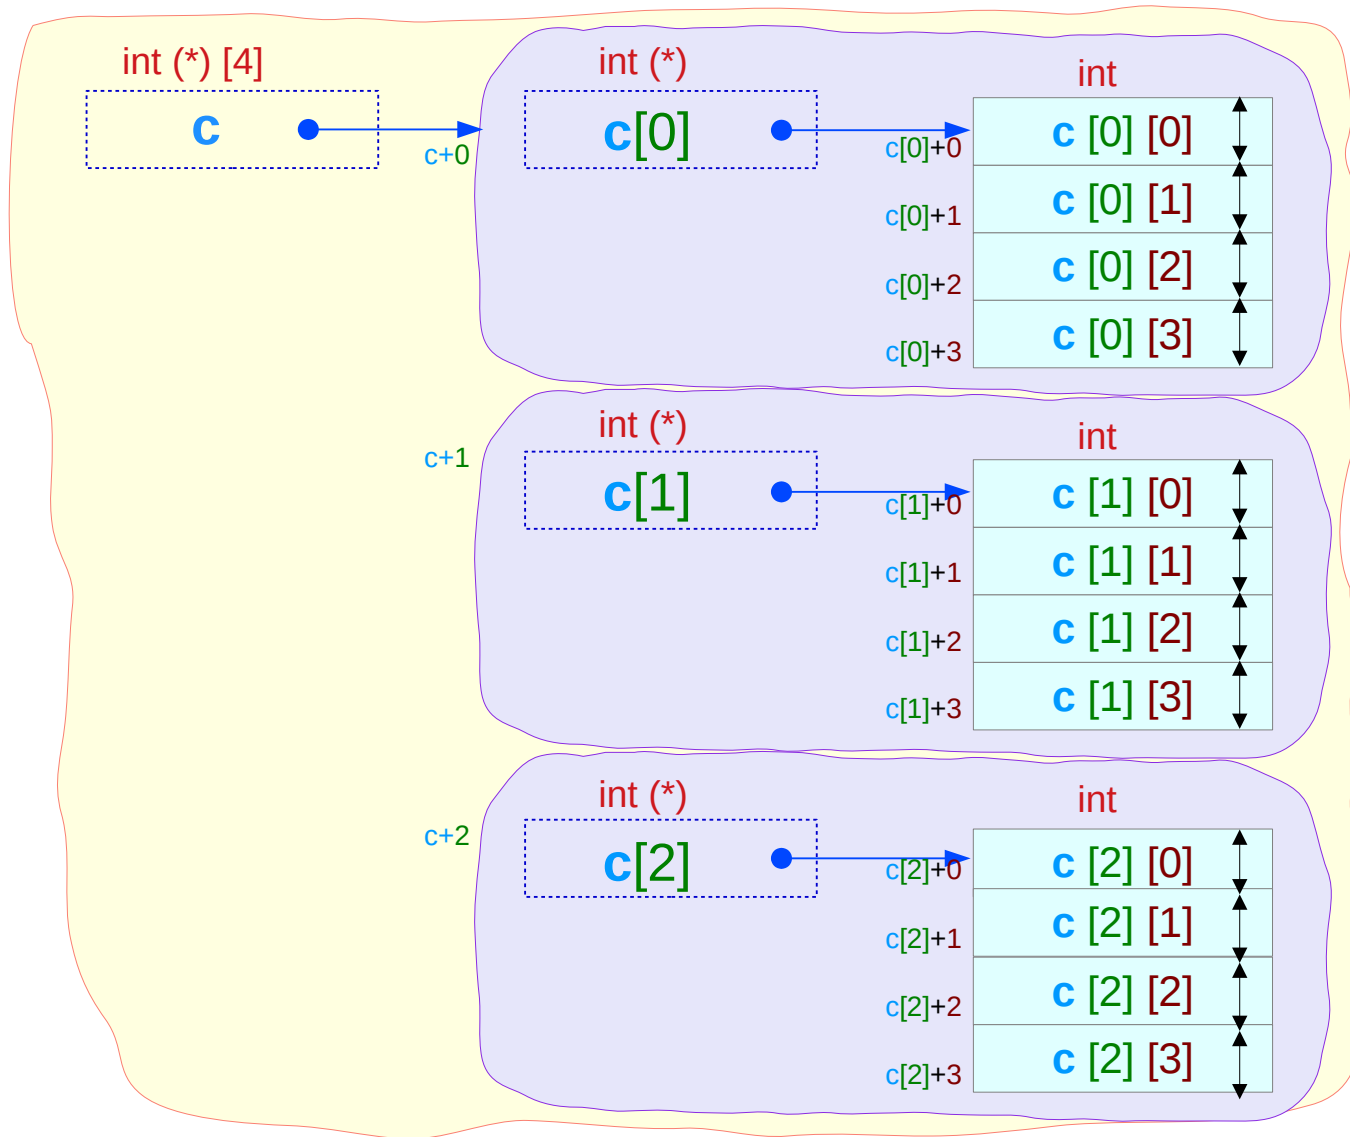 int (*) [4]
int (*)
int
c
c[0]
c [0] [0]
c+0
c[0]+0
c [0] [1]
c[0]+1
c [0] [2]
c[0]+2
c [0] [3]
c[0]+3
int (*)
int
c+1
c[1]
c [1] [0]
c[1]+0
c [1] [1]
c[1]+1
c [1] [2]
c[1]+2
c [1] [3]
c[1]+3
int (*)
int
c+2
c[2]
c [2] [0]
c[2]+0
c [2] [1]
c[2]+1
c [2] [2]
c[2]+2
c [2] [3]
c[2]+3